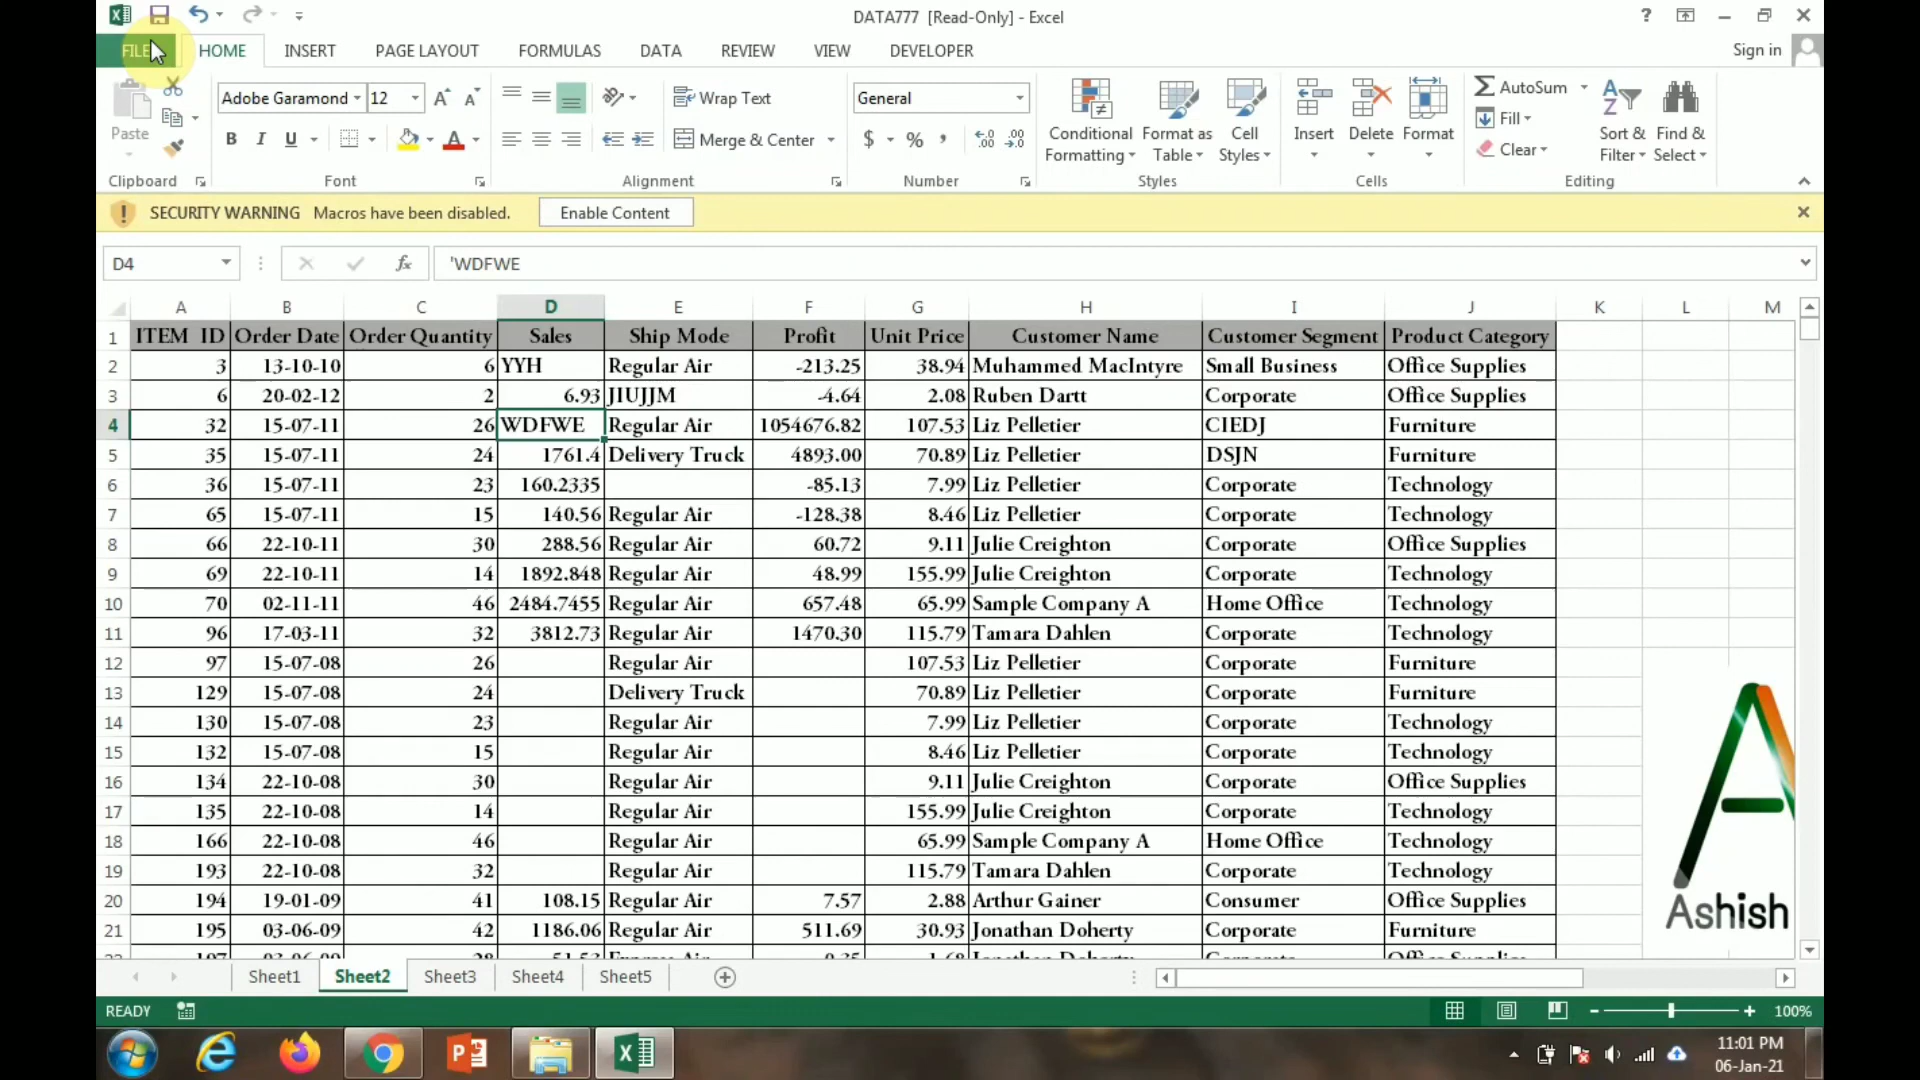 DATA777 [Read-Only] - Excel
FILE HOME INSERT PAGE LAYOUT FORMULAS DATA REVIEW VIEW DEVELOPER Sign in
Adobe Garamond 12 Wrap Text General AutoSum
Paste B I U Merge & Center $ % , Conditional Formatting Format as Table Cell Styles Insert Delete Format Fill Clear Sort & Filter Find & Select
Clipboard Font Alignment Number Styles Cells Editing
SECURITY WARNING Macros have been disabled. Enable Content
D4 fx 'WDFWE
A B C D E F G H I J K L M
1 ITEM ID Order Date Order Quantity Sales Ship Mode Profit Unit Price Customer Name Customer Segment Product Category
2 3 13-10-10 6 YYH Regular Air -213.25 38.94 Muhammed MacIntyre Small Business Office Supplies
3 6 20-02-12 2 6.93 JIUJJM -4.64 2.08 Ruben Dartt Corporate Office Supplies
4 32 15-07-11 26 WDFWE Regular Air 1054676.82 107.53 Liz Pelletier CIEDJ Furniture
5 35 15-07-11 24 1761.4 Delivery Truck 4893.00 70.89 Liz Pelletier DSJN Furniture
6 36 15-07-11 23 160.2335 -85.13 7.99 Liz Pelletier Corporate Technology
7 65 15-07-11 15 140.56 Regular Air -128.38 8.46 Liz Pelletier Corporate Technology
8 66 22-10-11 30 288.56 Regular Air 60.72 9.11 Julie Creighton Corporate Office Supplies
9 69 22-10-11 14 1892.848 Regular Air 48.99 155.99 Julie Creighton Corporate Technology
10 70 02-11-11 46 2484.7455 Regular Air 657.48 65.99 Sample Company A Home Office Technology
11 96 17-03-11 32 3812.73 Regular Air 1470.30 115.79 Tamara Dahlen Corporate Technology
12 97 15-07-08 26 Regular Air 107.53 Liz Pelletier Corporate Furniture
13 129 15-07-08 24 Delivery Truck 70.89 Liz Pelletier Corporate Furniture
14 130 15-07-08 23 Regular Air 7.99 Liz Pelletier Corporate Technology
15 132 15-07-08 15 Regular Air 8.46 Liz Pelletier Corporate Technology
16 134 22-10-08 30 Regular Air 9.11 Julie Creighton Corporate Office Supplies
17 135 22-10-08 14 Regular Air 155.99 Julie Creighton Corporate Technology
18 166 22-10-08 46 Regular Air 65.99 Sample Company A Home Office Technology
19 193 22-10-08 32 Regular Air 115.79 Tamara Dahlen Corporate Technology
20 194 19-01-09 41 108.15 Regular Air 7.57 2.88 Arthur Gainer Consumer Office Supplies
21 195 03-06-09 42 1186.06 Regular Air 511.69 30.93 Jonathan Doherty Corporate Furniture
Ashish
Sheet1 Sheet2 Sheet3 Sheet4 Sheet5
READY 100%
11:01 PM
06-Jan-21